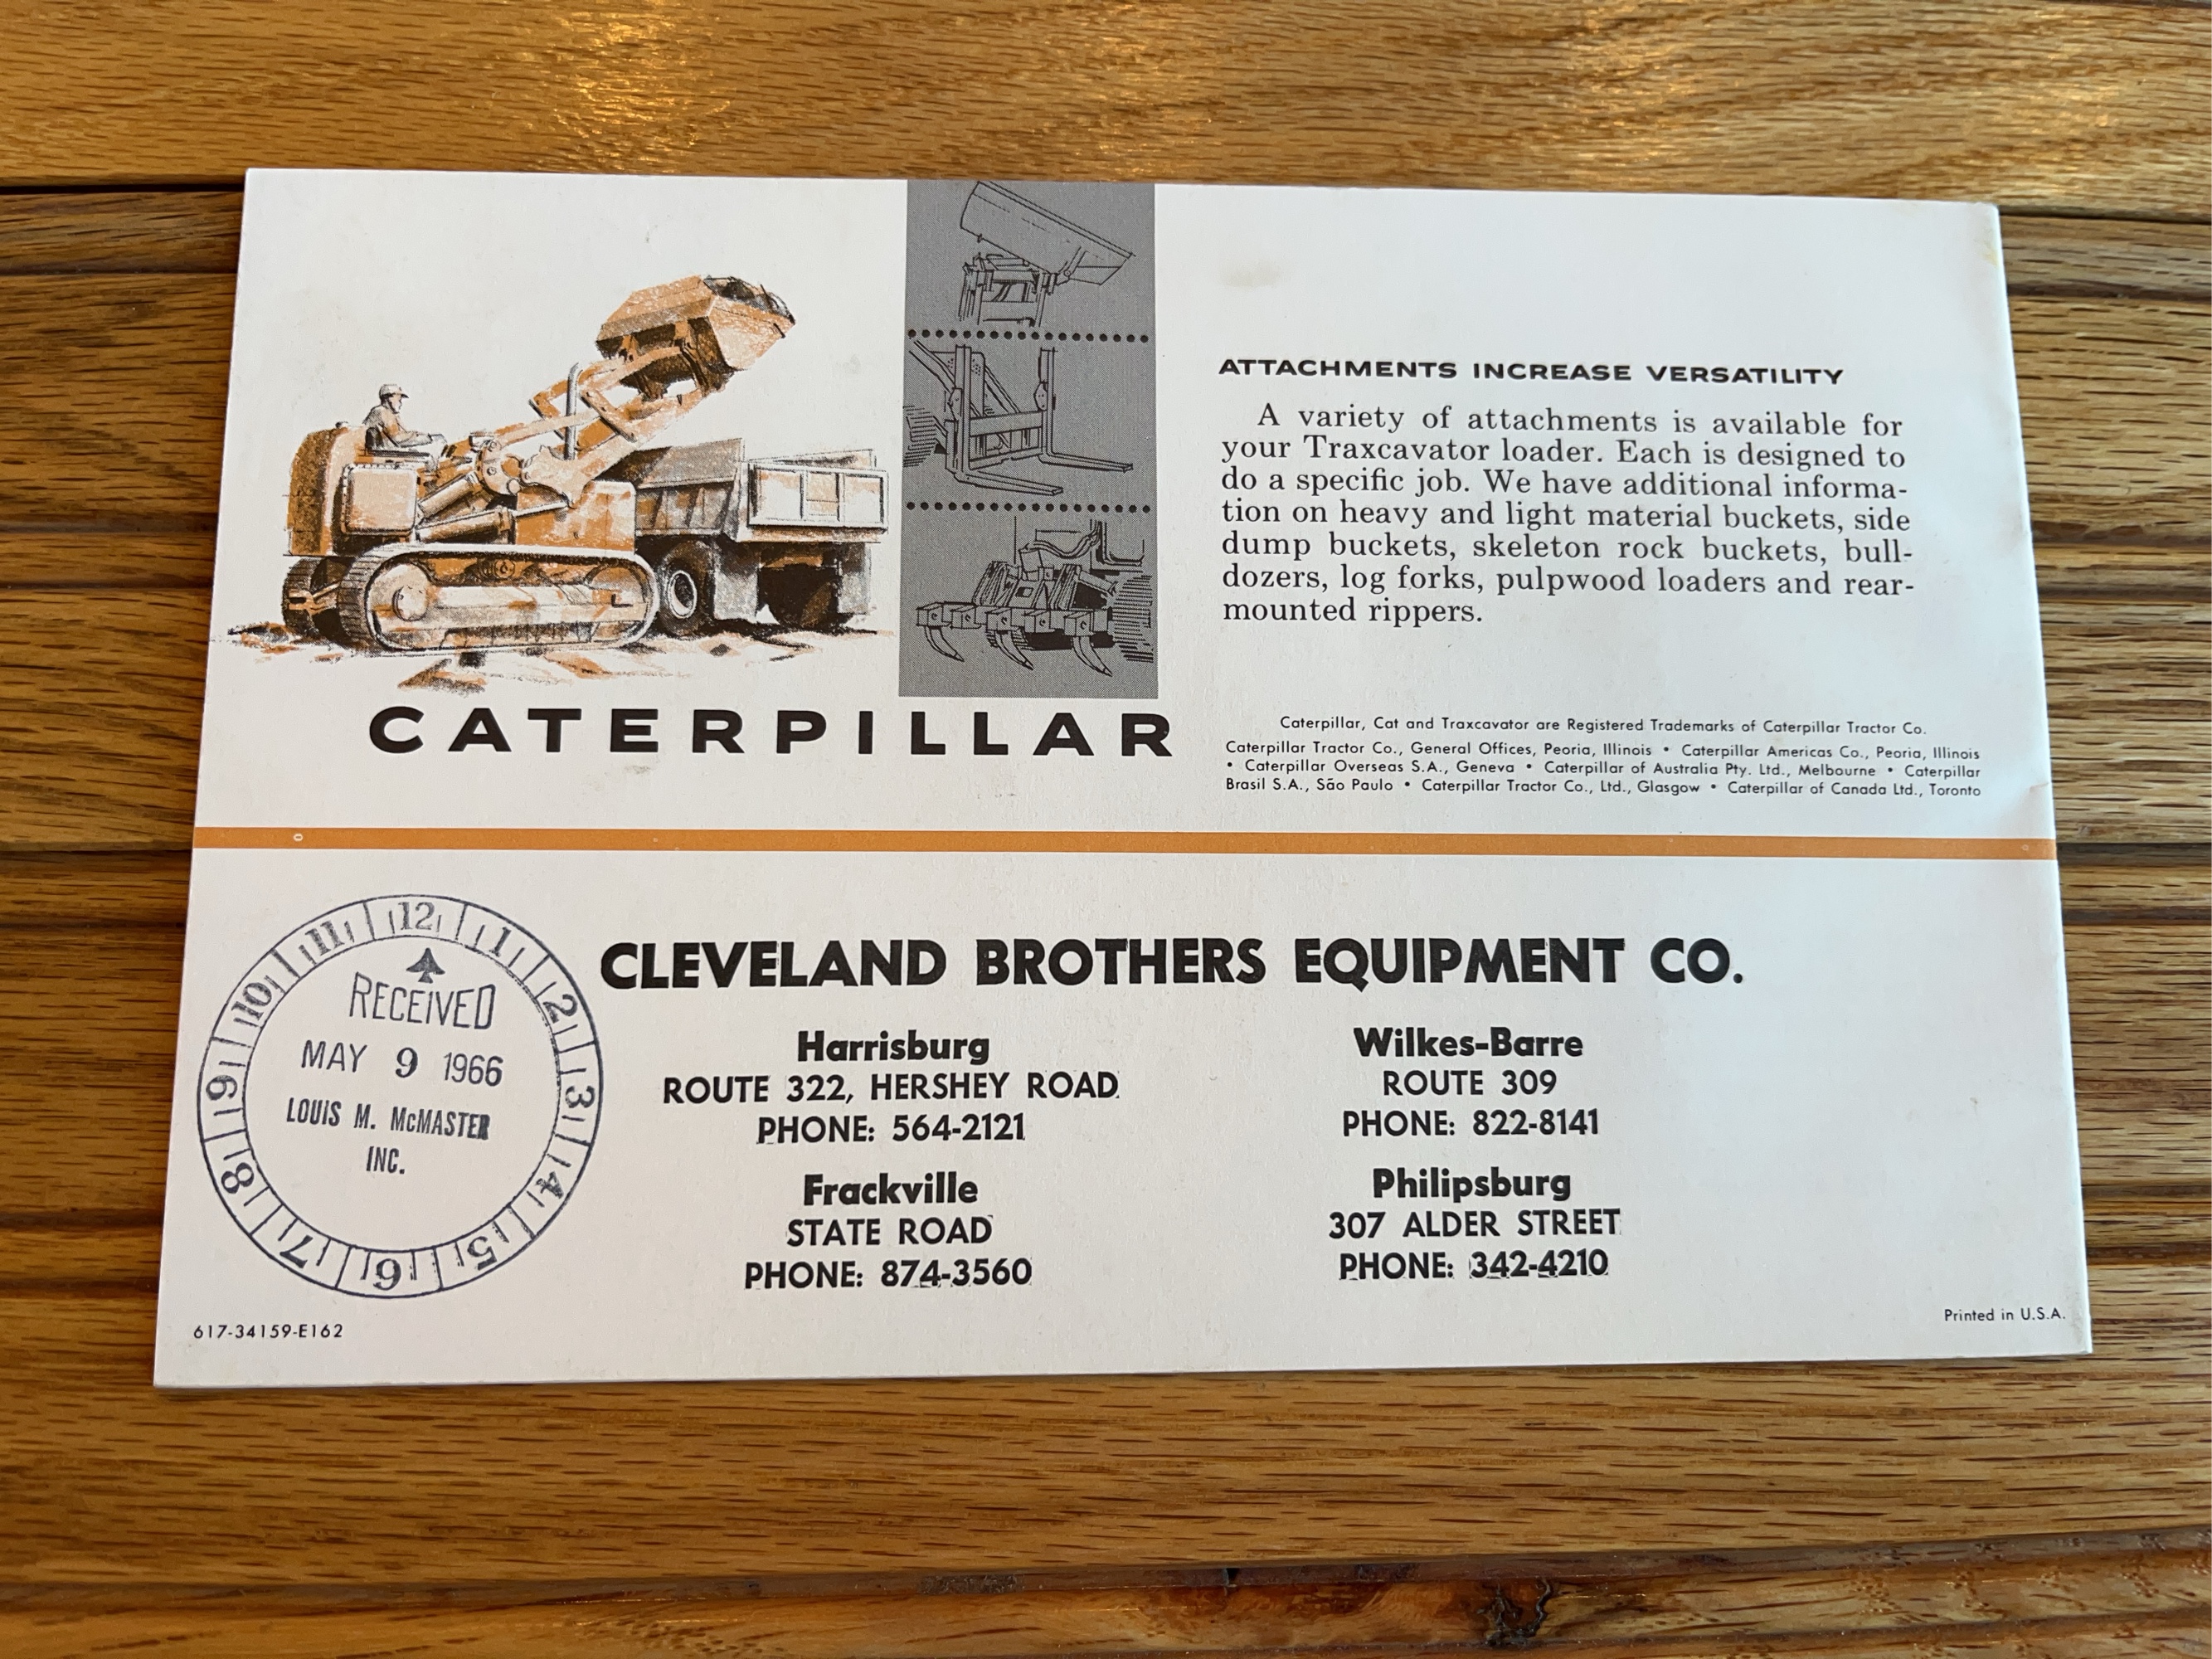 ATTACHMENTS INCREASE VERSATILITY
A variety of attachments is available for
your Traxcavator loader. Each is designed to
do a specific job. We have additional informa-
tion on heavy and light material buckets, side
dump buckets, skeleton rock buckets, bull-
dozers, log forks, pulpwood loaders and rear-
mounted rippers.
CATERPILLAR
Caterpillar, Cat and Traxcavator are Registered Trademarks of Caterpillar Tractor Co.
Caterpillar Tractor Co., General Offices, Peoria, Illinois • Caterpillar Americas Co., Peoria, Illinois
• Caterpillar Overseas S.A., Geneva • Caterpillar of Australia Pty. Ltd., Melbourne • Caterpillar
Brasil S.A., São Paulo • Caterpillar Tractor Co., Ltd., Glasgow • Caterpillar of Canada Ltd., Toronto
12 1 2 3 4 5 6 7 8 9 10 11
RECEIVED
MAY 9 1966
LOUIS M. McMASTER
INC.
CLEVELAND BROTHERS EQUIPMENT CO.
Harrisburg
ROUTE 322, HERSHEY ROAD
PHONE: 564-2121
Wilkes-Barre
ROUTE 309
PHONE: 822-8141
Frackville
STATE ROAD
PHONE: 874-3560
Philipsburg
307 ALDER STREET
PHONE: 342-4210
617-34159-E162
Printed in U.S.A.